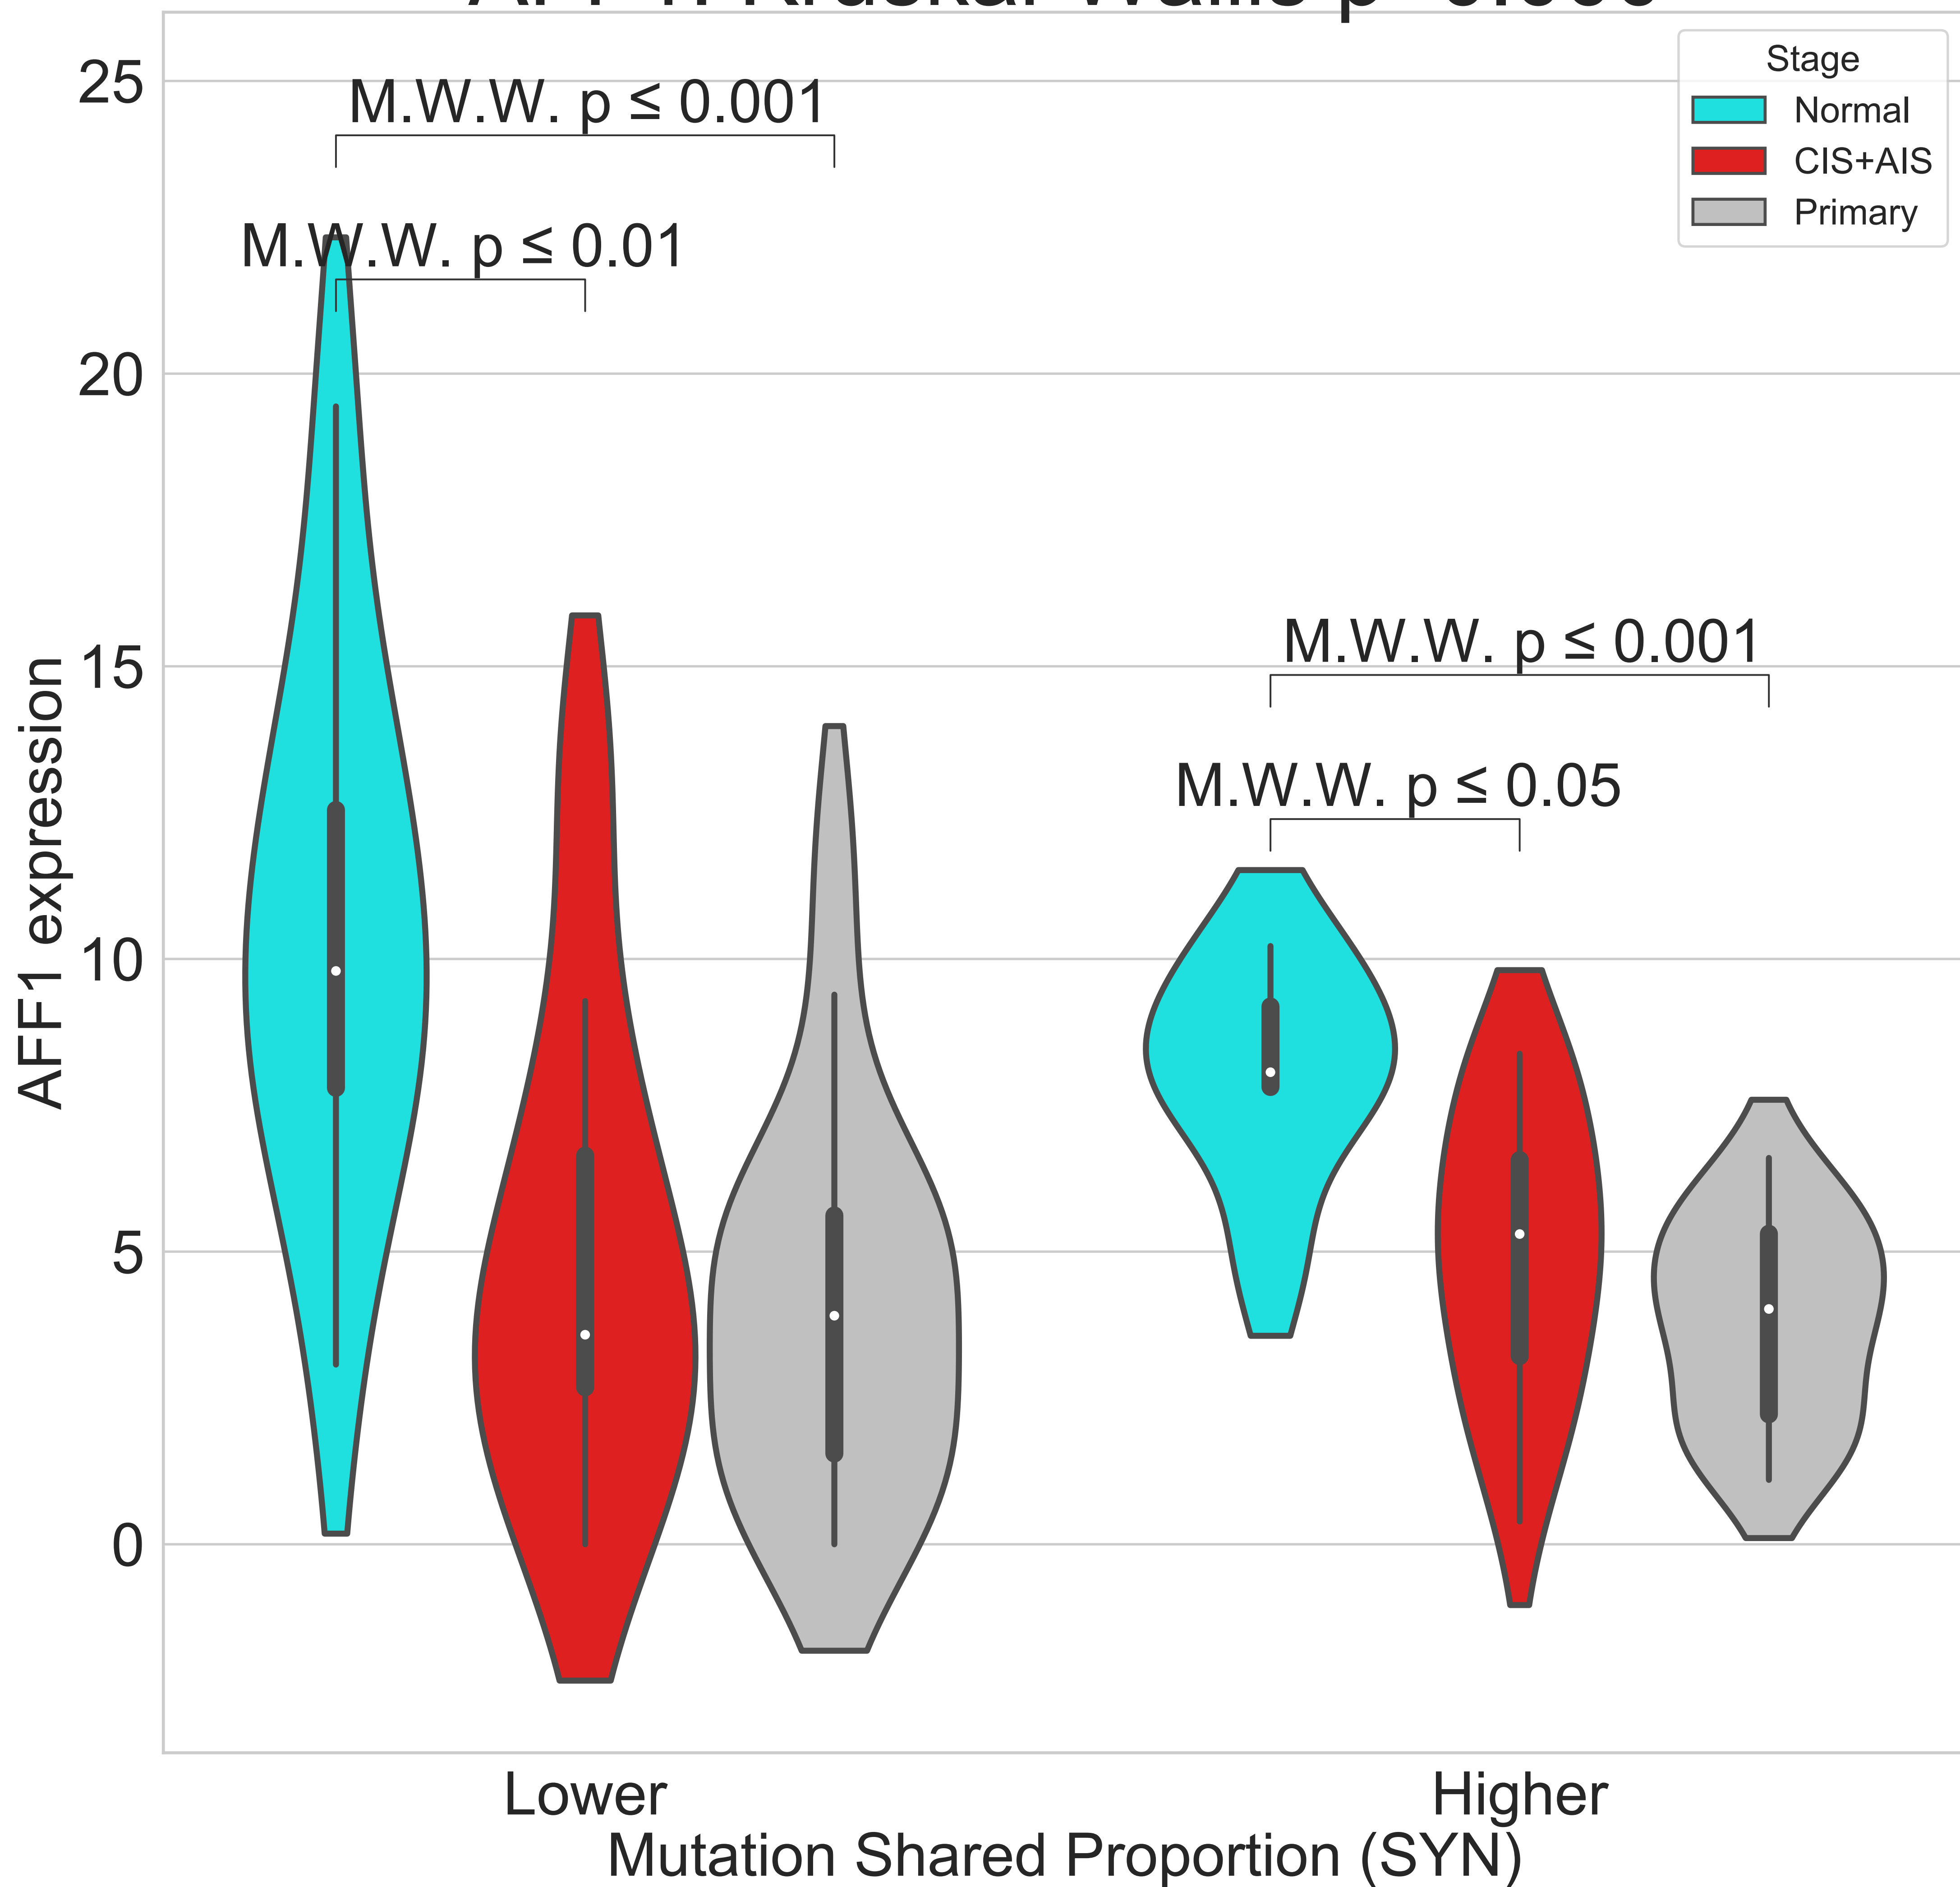 25
20
15
10
5
0
AFF1 expression
M.W.W. p ≤ 0.001
M.W.W. p ≤ 0.01
M.W.W. p ≤ 0.001
M.W.W. p ≤ 0.05
Stage
Normal
CIS+AIS
Primary
Lower
Higher
Mutation Shared Proportion (SYN)